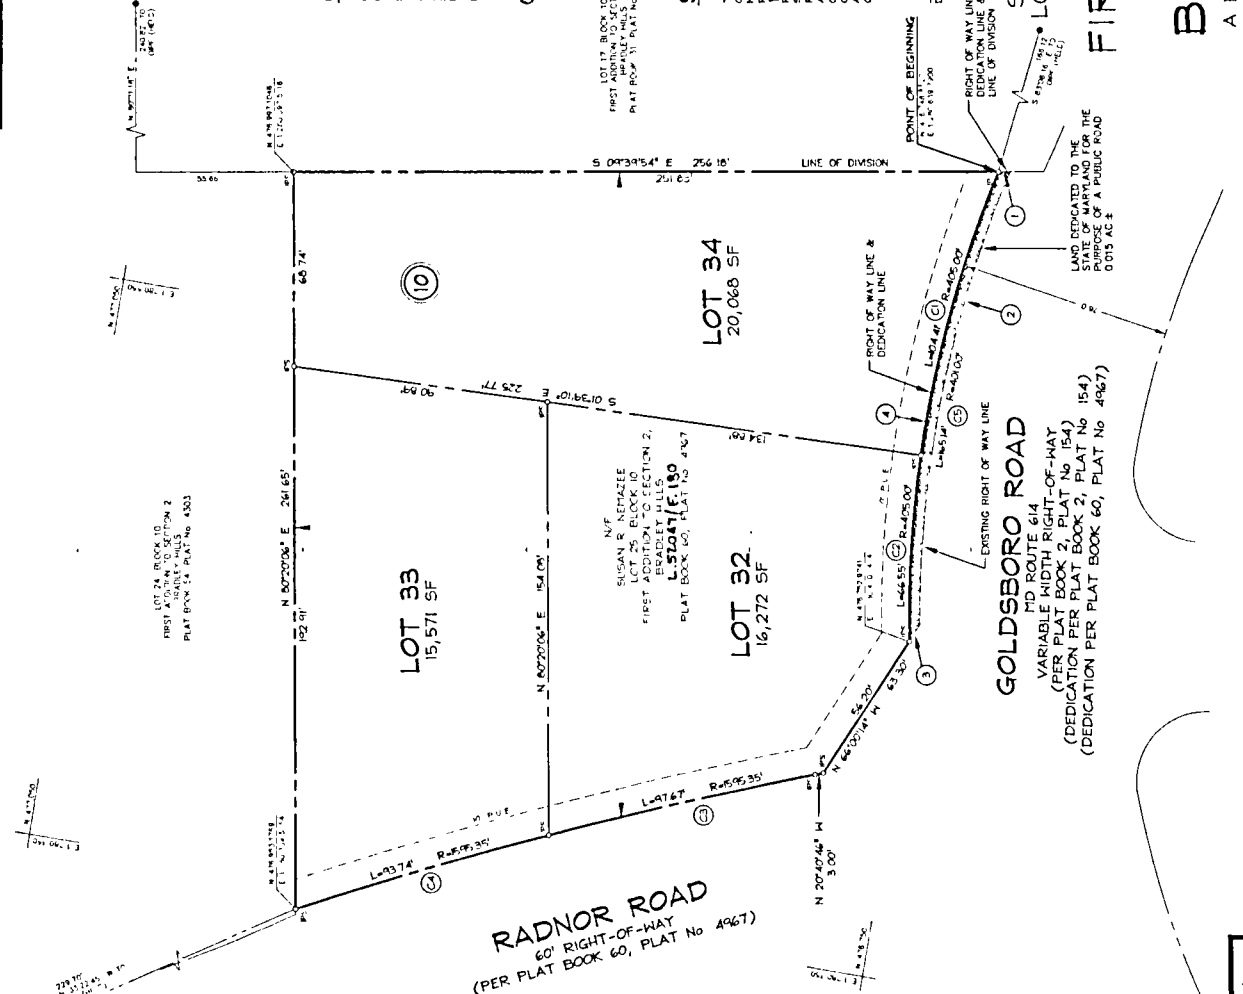 LOT 17 BLOCK 10
FIRST ADDITION TO SECTION
BRADLEY HILLS
PLAT BOOK 31 PLAT No
POINT OF BEGINNING
RIGHT OF WAY LINE
DEDICATION LINE &
LINE OF DIVISION
FIR
B
S 09°39'54" E 256.18'
251.83'
LINE OF DIVISION
55.86
68.74'
10
LOT 34
20,068 SF
RIGHT OF WAY LINE &
DEDICATION LINE
LAND DEDICATED TO THE
STATE OF MARYLAND FOR THE
PURPOSE OF A PUBLIC ROAD
0.015 AC ±
1
2
L=104.41'
C1
R=405.00'
R=401.00'
C5
L=165.14'
4
90.89'
225.77'
S 01°39'10" E
134.88'
LOT 24 BLOCK 10
FIRST ADDITION TO SECTION 2
BRADLEY HILLS
PLAT BOOK 54 PLAT No 4303
N 80°20'06" E 261.65'
192.91'
LOT 33
15,571 SF
N 80°20'06" E 154.05'
N/F
SUSAN R. NEMAZEE
LOT 25 BLOCK 10
FIRST ADDITION TO SECTION 2,
BRADLEY HILLS
L.52047/F.190
PLAT BOOK 60, PLAT No 4967
LOT 32
16,272 SF
L=66.55'
C2
R=405.00'
EXISTING RIGHT OF WAY LINE
GOLDSBORO ROAD
MD ROUTE 614
VARIABLE WIDTH RIGHT-OF-WAY
(PER PLAT BOOK 2, PLAT No 154)
(DEDICATION PER PLAT BOOK 2, PLAT No 154)
(DEDICATION PER PLAT BOOK 60, PLAT No 4967)
3
56.20'
N 66°00'14" W 63.30'
L=97.67'
R=1595.35'
C3
N 20°40'46" W
3.00'
L=93.74'
R=1595.35'
C4
RADNOR ROAD
60' RIGHT-OF-WAY
(PER PLAT BOOK 60, PLAT No 4967)